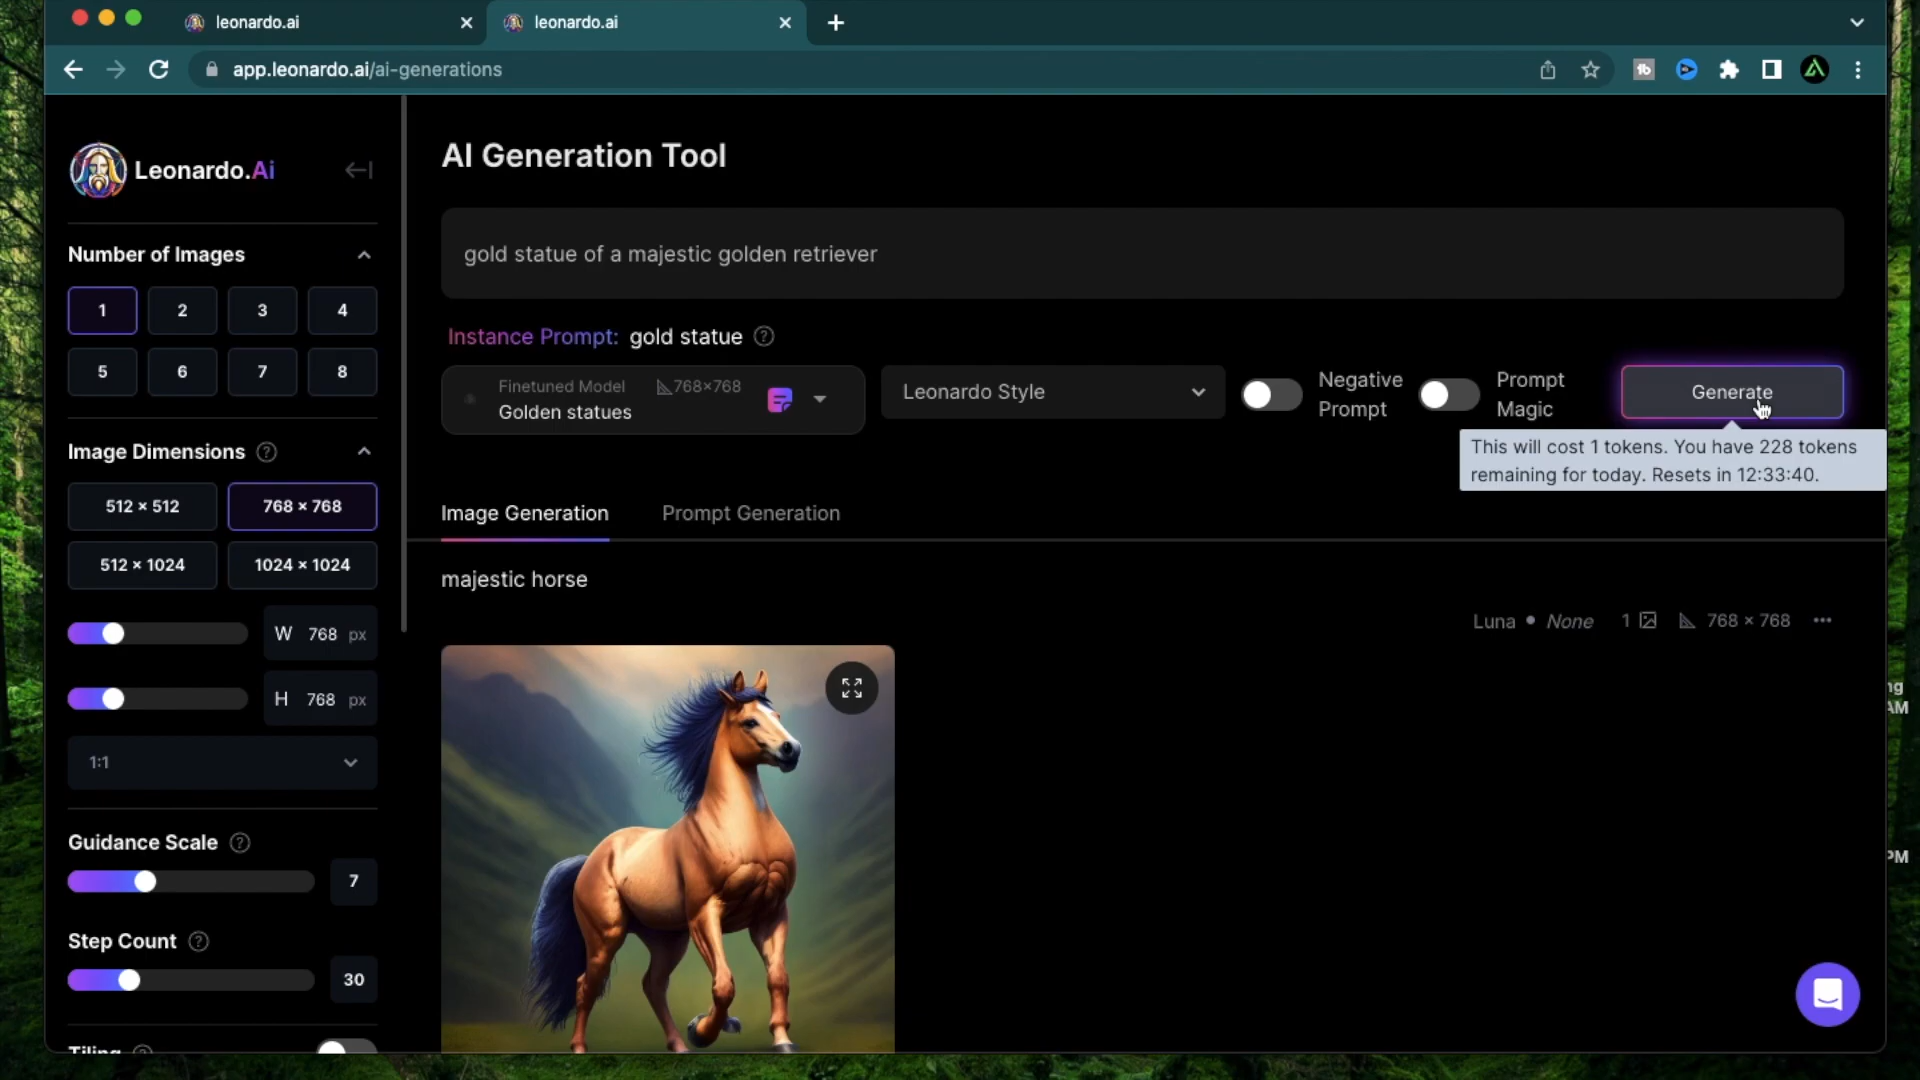 leonardo.ai
leonardo.ai
app.leonardo.ai/ai-generations
Leonardo.Ai
Number of Images
1 2 3 4
5 6 7 8
Image Dimensions
512 × 512 768 × 768
512 × 1024 1024 × 1024
W 768 px
H 768 px
1:1
Guidance Scale
7
Step Count
30
Tiling
AI Generation Tool
gold statue of a majestic golden retriever
Instance Prompt: gold statue
Finetuned Model 768×768
Golden statues
Leonardo Style
Negative
Prompt
Prompt
Magic
Generate
This will cost 1 tokens. You have 228 tokens
remaining for today. Resets in 12:33:40.
Image Generation Prompt Generation
majestic horse
Luna • None 1 768 × 768
ng
AM
PM